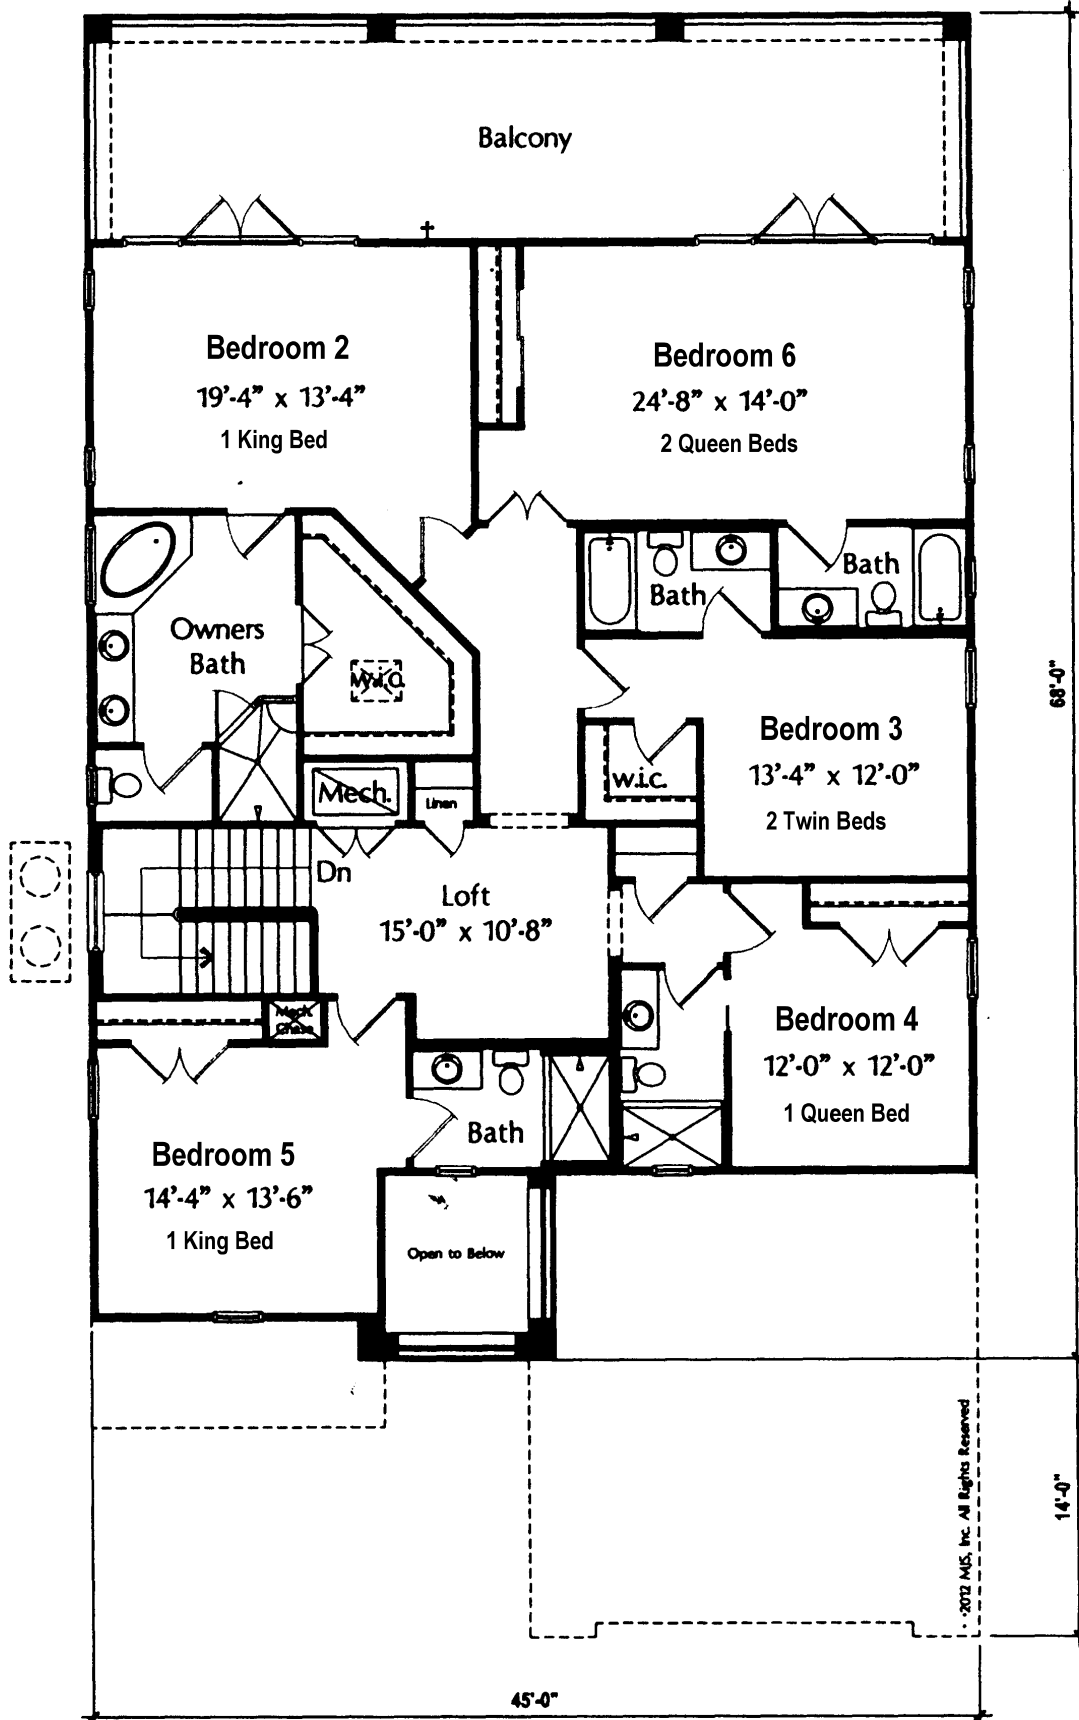 Balcony
Bedroom 2
19'-4" x 13'-4"
1 King Bed
Bedroom 6
24'-8" x 14'-0"
2 Queen Beds
Owners
Bath
w.i.c.
Bath
Bath
68'-0"
Bedroom 3
13'-4" x 12'-0"
2 Twin Beds
w.i.c.
Mech.
Linen
Dn
Loft
15'-0" x 10'-8"
Mech
Chase
Bedroom 4
12'-0" x 12'-0"
1 Queen Bed
Bath
Bedroom 5
14'-4" x 13'-6"
1 King Bed
Open to Below
14'-0"
©2012 MJS, Inc. All Rights Reserved
45'-0"